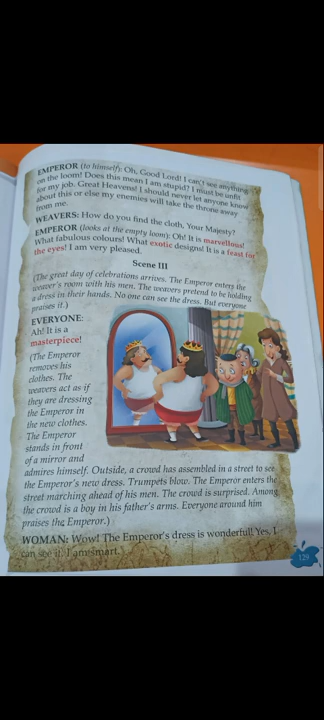 EMPEROR (to himself): Oh, Good Lord! I can't see anything
on the loom! Does this mean I am stupid? I must be unfit
for my job. Great Heavens! I should never let anyone know
about this or else my enemies will take the throne away
from me.
WEAVERS: How do you find the cloth, Your Majesty?
EMPEROR (looks at the empty loom): Oh! It is marvellous!
What fabulous colours! What exotic designs! It is a feast for
the eyes! I am very pleased.
Scene III
(The great day of celebrations arrives. The Emperor enters the
weaver's room with his men. The weavers pretend to be holding
a dress in their hands. No one can see the dress. But everyone
praises it.)
EVERYONE:
Ah! It is a
masterpiece!
(The Emperor
removes his
clothes. The
weavers act as if
they are dressing
the Emperor in
the new clothes.
The Emperor
stands in front
of a mirror and
admires himself. Outside, a crowd has assembled in a street to see
the Emperor's new dress. Trumpets blow. The Emperor enters the
street marching ahead of his men. The crowd is surprised. Among
the crowd is a boy in his father's arms. Everyone around him
praises the Emperor.)
WOMAN: Wow! The Emperor's dress is wonderful! Yes, I
can see it. I am smart.
129